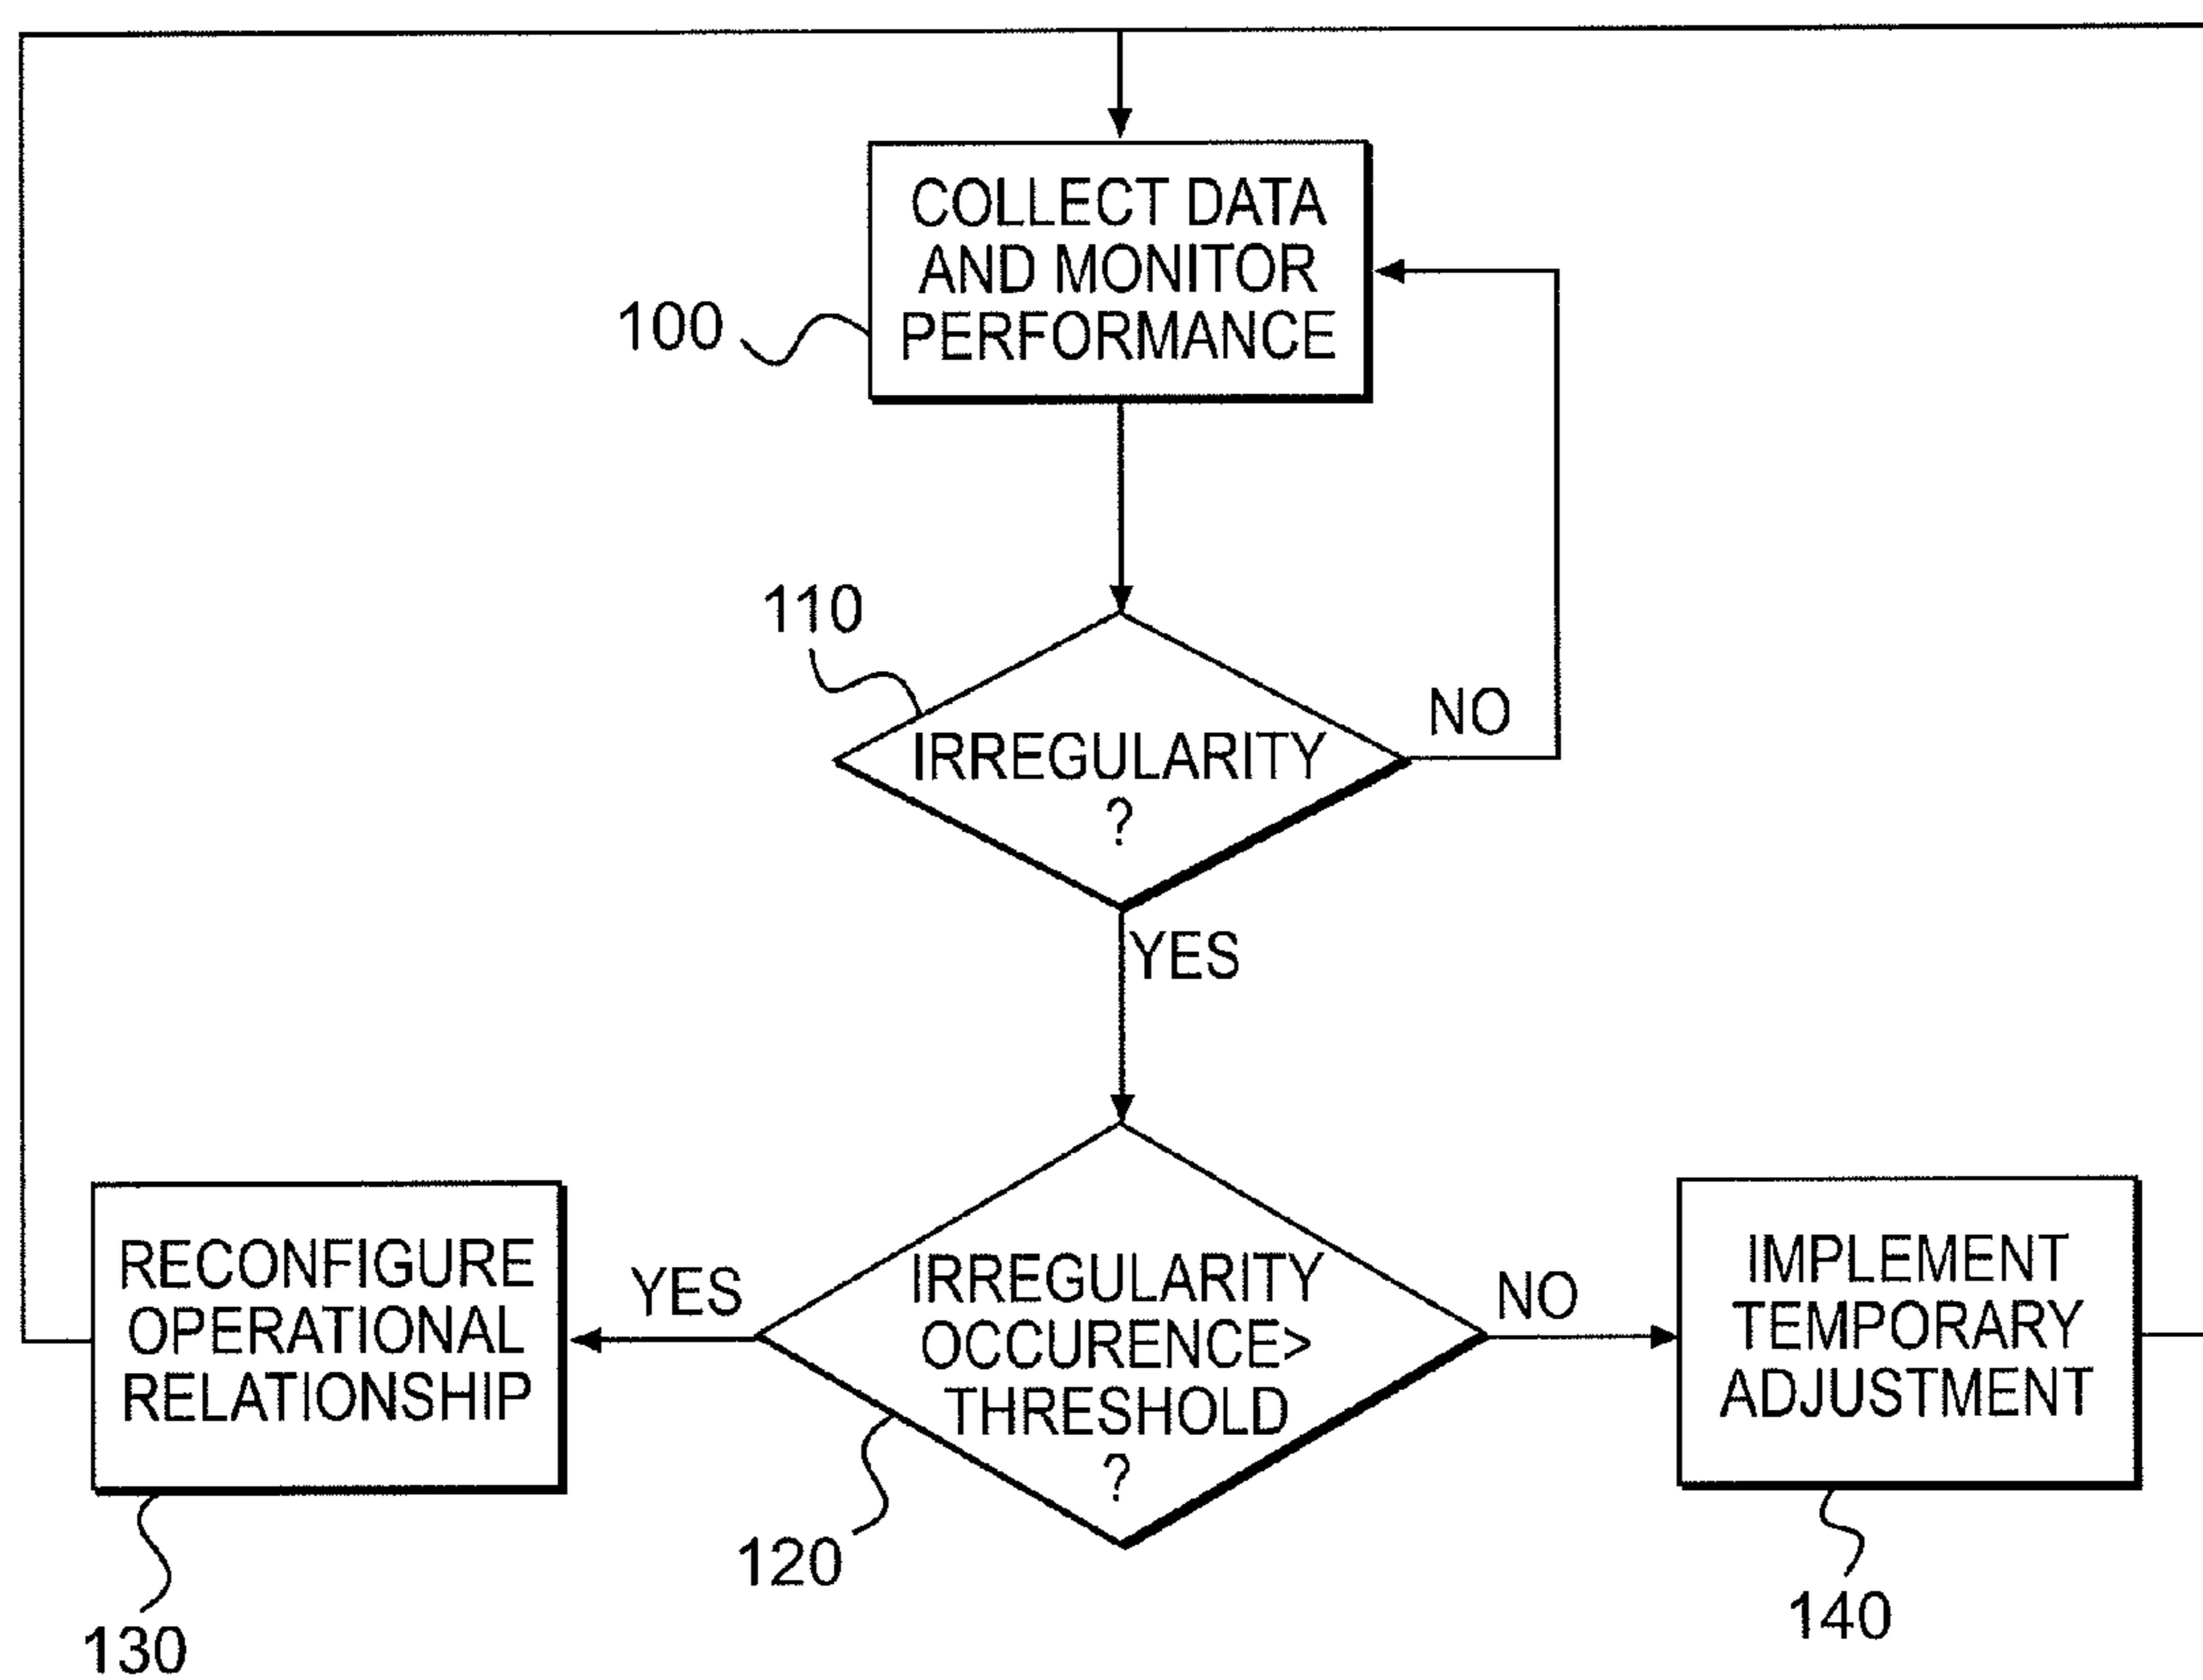 COLLECT DATA
AND MONITOR
PERFORMANCE
100
110
IRREGULARITY
?
NO
YES
RECONFIGURE
OPERATIONAL
RELATIONSHIP
130
YES
IRREGULARITY
OCCURENCE>
THRESHOLD
?
120
NO
IMPLEMENT
TEMPORARY
ADJUSTMENT
140